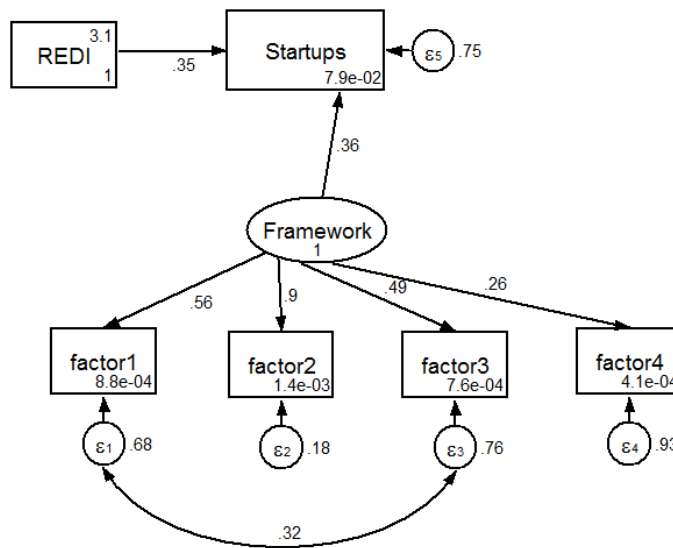 3.1
REDI
1
.35
Startups
7.9e-02
ε5
.75
.36
Framework
1
.56
.9
.49
.26
factor1
8.8e-04
factor2
1.4e-03
factor3
7.6e-04
factor4
4.1e-04
ε1
.68
ε2
.18
ε3
.76
ε4
.93
.32